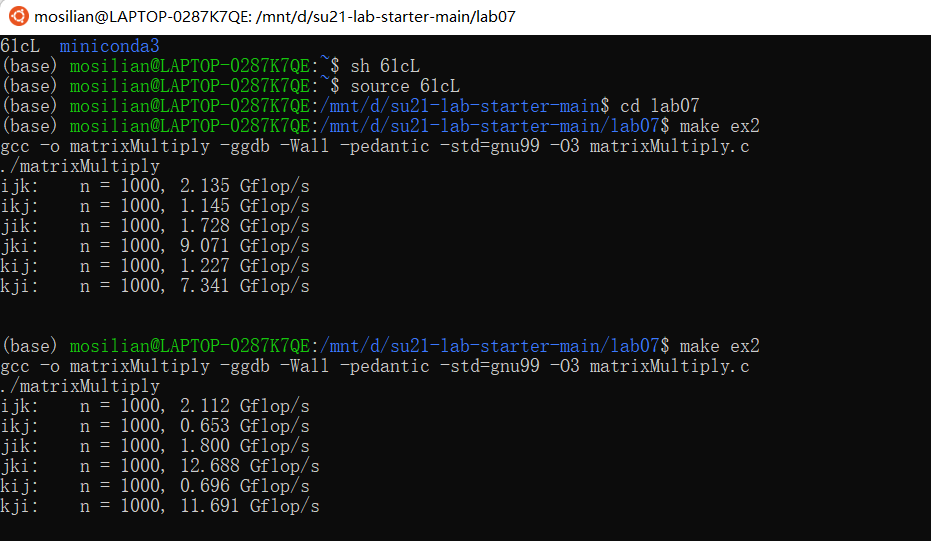 mosilian@LAPTOP-0287K7QE: /mnt/d/su21-lab-starter-main/lab07
61cL  miniconda3
(base) mosilian@LAPTOP-0287K7QE:~$ sh 61cL
(base) mosilian@LAPTOP-0287K7QE:~$ source 61cL
(base) mosilian@LAPTOP-0287K7QE:/mnt/d/su21-lab-starter-main$ cd lab07
(base) mosilian@LAPTOP-0287K7QE:/mnt/d/su21-lab-starter-main/lab07$ make ex2
gcc -o matrixMultiply -ggdb -Wall -pedantic -std=gnu99 -O3 matrixMultiply.c
./matrixMultiply
ijk:    n = 1000, 2.135 Gflop/s
ikj:    n = 1000, 1.145 Gflop/s
jik:    n = 1000, 1.728 Gflop/s
jki:    n = 1000, 9.071 Gflop/s
kij:    n = 1000, 1.227 Gflop/s
kji:    n = 1000, 7.341 Gflop/s
(base) mosilian@LAPTOP-0287K7QE:/mnt/d/su21-lab-starter-main/lab07$ make ex2
gcc -o matrixMultiply -ggdb -Wall -pedantic -std=gnu99 -O3 matrixMultiply.c
./matrixMultiply
ijk:    n = 1000, 2.112 Gflop/s
ikj:    n = 1000, 0.653 Gflop/s
jik:    n = 1000, 1.800 Gflop/s
jki:    n = 1000, 12.688 Gflop/s
kij:    n = 1000, 0.696 Gflop/s
kji:    n = 1000, 11.691 Gflop/s